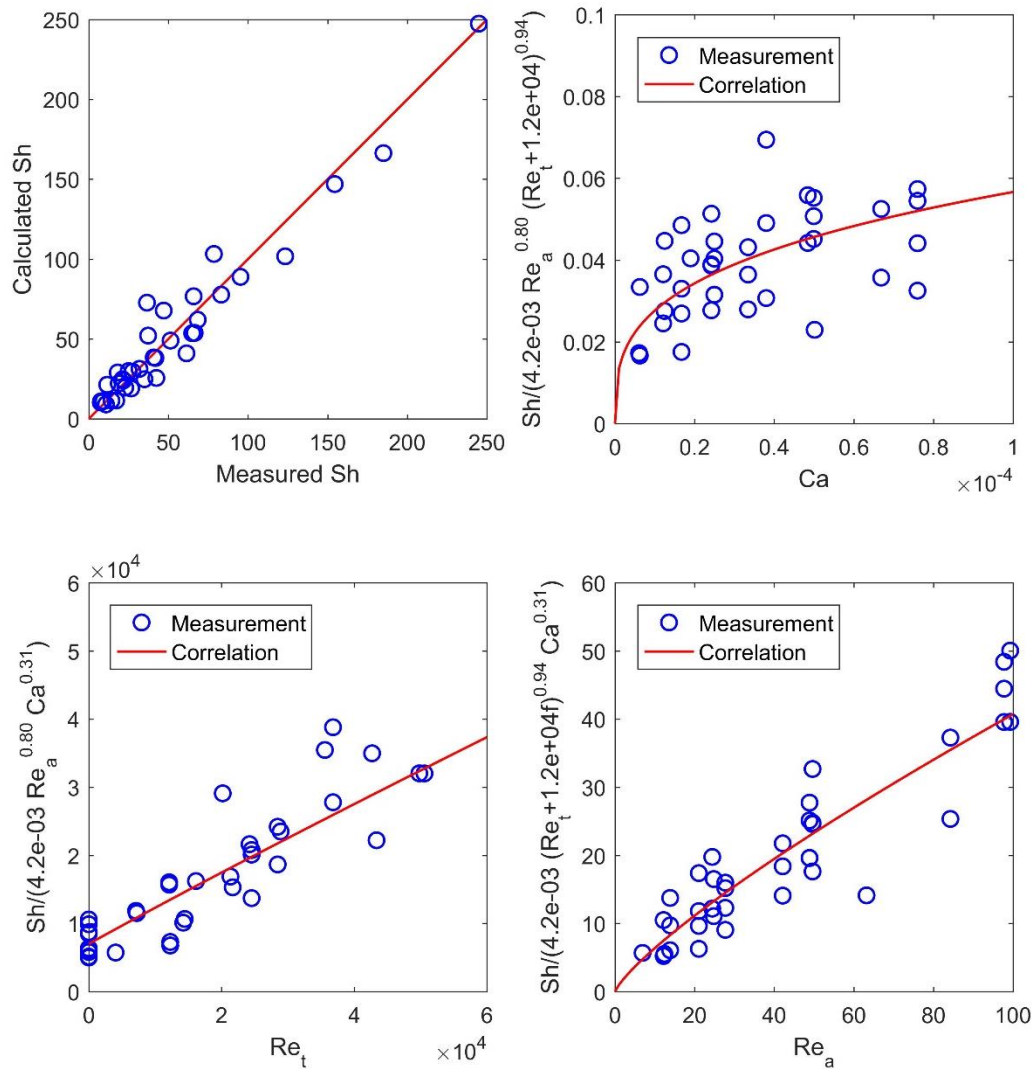 250
200
150
100
50
0
Calculated Sh
0 50 100 150 200 250
Measured Sh
0.1
0.08
0.06
0.04
0.02
0
Sh/(4.2e-03 Re_a^0.80 (Re_t+1.2e+04)^0.94)
Measurement
Correlation
0 0.2 0.4 0.6 0.8 1
Ca
×10^-4
×10^4
6
5
4
3
2
1
0
Sh/(4.2e-03 Re_a^0.80 Ca^0.31)
Measurement
Correlation
0 2 4 6
Re_t
×10^4
60
50
40
30
20
10
0
Sh/(4.2e-03 (Re_t+1.2e+04f)^0.94 Ca^0.31)
Measurement
Correlation
0 20 40 60 80 100
Re_a